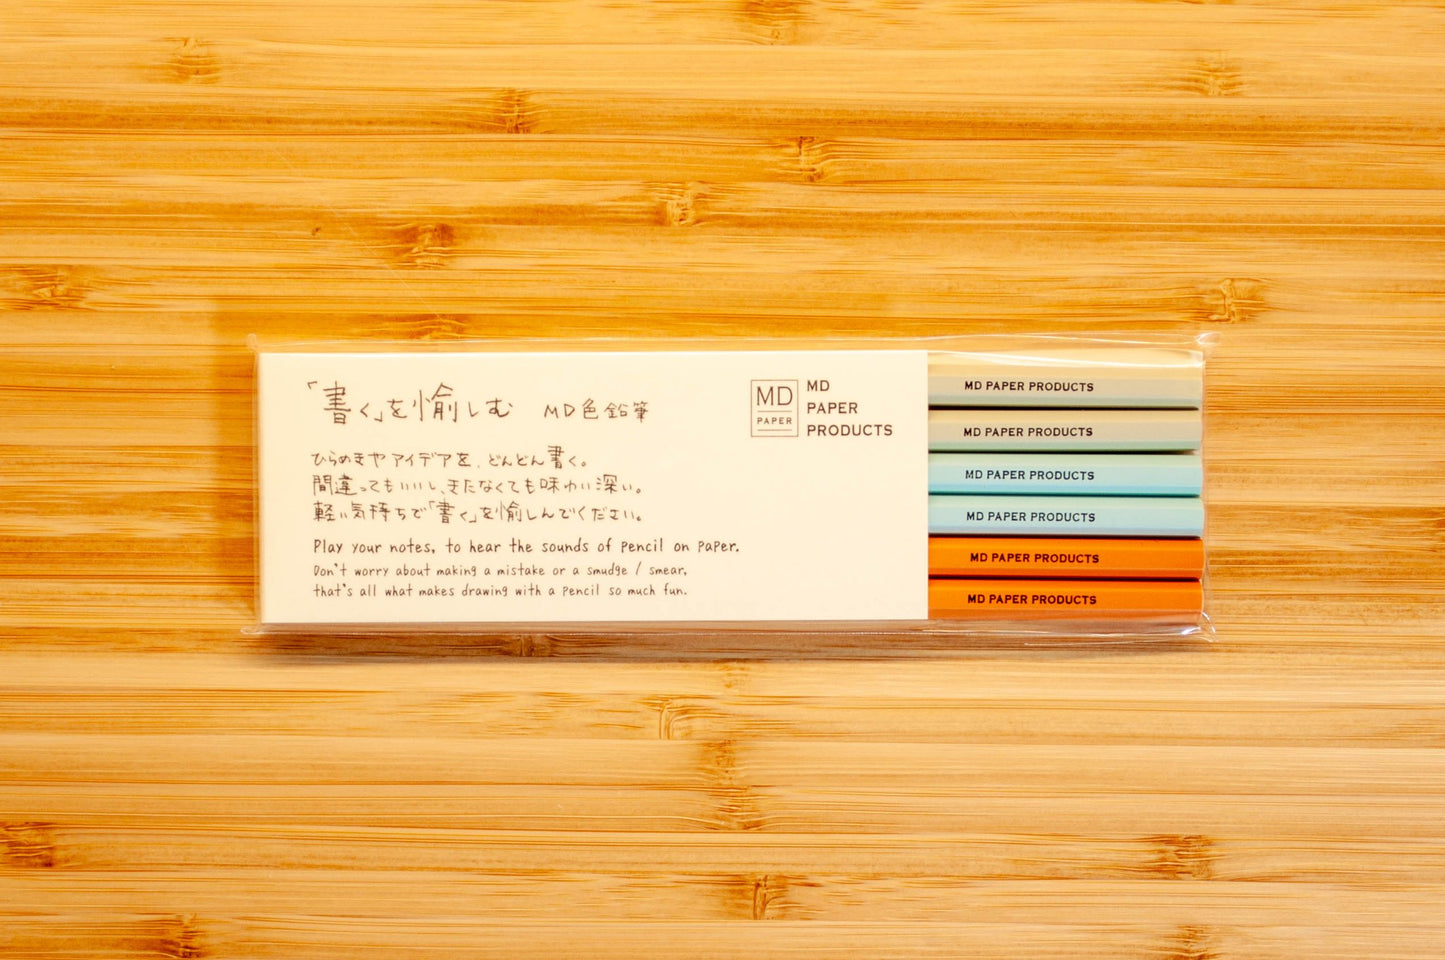 「書く」を愉しむ MD色鉛筆
ひらめきやアイデアを、どんどん書く。
間違ってもいいし、きたなくても味わい深い。
軽い気持ちで「書く」を愉しんでください。
Play your notes, to hear the sounds of pencil on paper.
Don't worry about making a mistake or a smudge / smear,
that's all what makes drawing with a pencil so much fun.
MD
PAPER
MD
PAPER
PRODUCTS
MD PAPER PRODUCTS
MD PAPER PRODUCTS
MD PAPER PRODUCTS
MD PAPER PRODUCTS
MD PAPER PRODUCTS
MD PAPER PRODUCTS